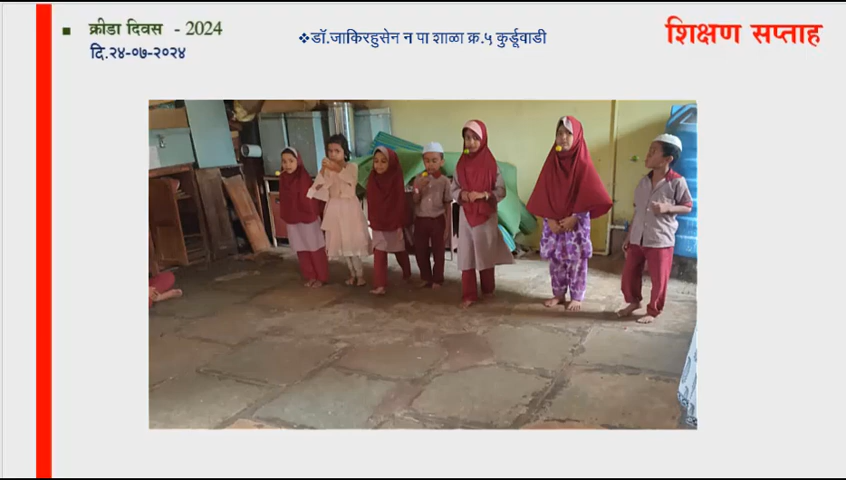 क्रीडा दिवस - 2024
दि.२४-०७-२०२४
❖डॉ.जाकिरहुसेन न पा शाळा क्र.५ कुर्डूवाडी
शिक्षण सप्ताह